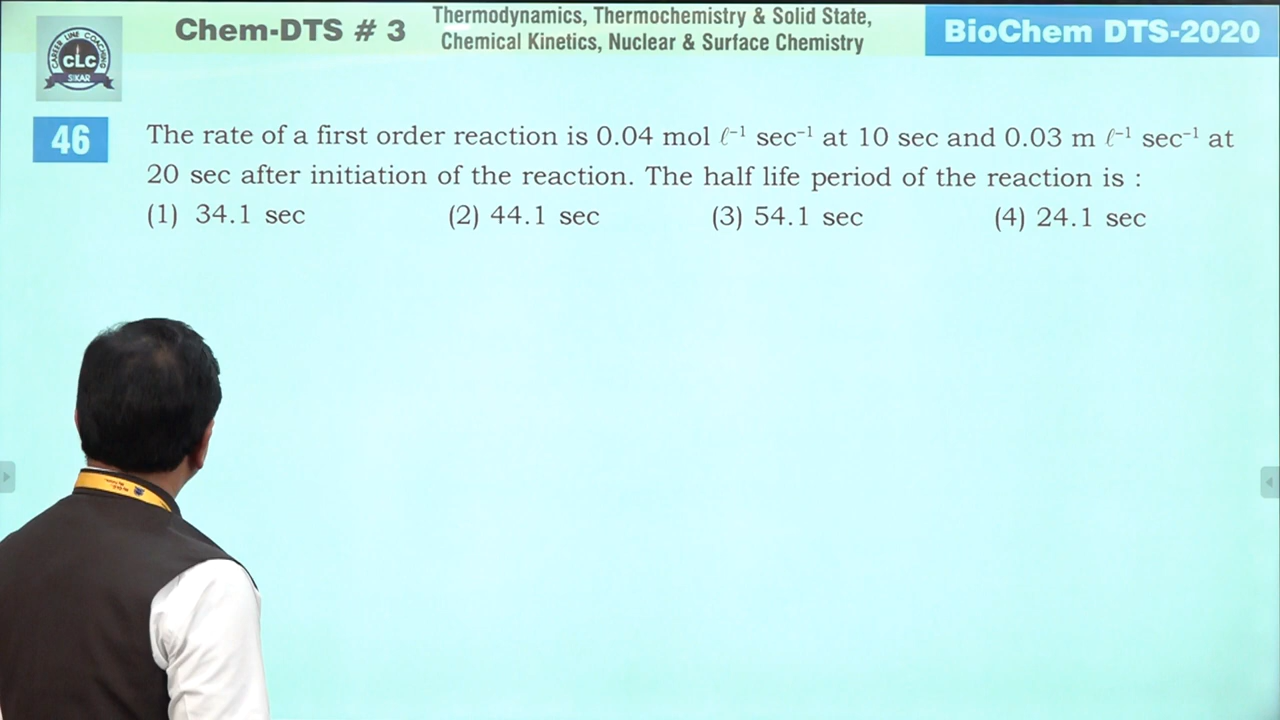 Chem-DTS # 3
Thermodynamics, Thermochemistry & Solid State,
Chemical Kinetics, Nuclear & Surface Chemistry
BioChem DTS-2020
CAREER LINE COACHING
CLC
SIKAR
46
The rate of a first order reaction is 0.04 mol ℓ⁻¹ sec⁻¹ at 10 sec and 0.03 m ℓ⁻¹ sec⁻¹ at
20 sec after initiation of the reaction. The half life period of the reaction is :
(1) 34.1 sec (2) 44.1 sec (3) 54.1 sec (4) 24.1 sec